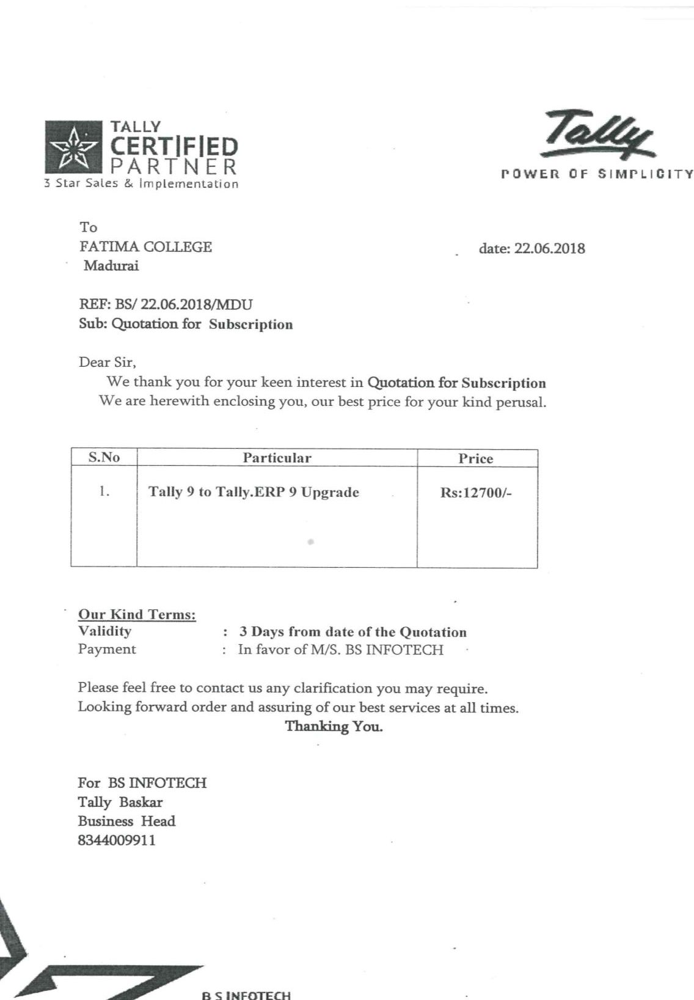 TALLY
CERTIFIED
PARTNER
3 Star Sales & Implementation
Tally
POWER OF SIMPLICITY
To
FATIMA COLLEGE
date: 22.06.2018
Madurai
REF: BS/ 22.06.2018/MDU
Sub: Quotation for Subscription
Dear Sir,
We thank you for your keen interest in Quotation for Subscription
We are herewith enclosing you, our best price for your kind perusal.
S.No Particular Price
1. Tally 9 to Tally.ERP 9 Upgrade Rs:12700/-
Our Kind Terms:
Validity : 3 Days from date of the Quotation
Payment : In favor of M/S. BS INFOTECH
Please feel free to contact us any clarification you may require.
Looking forward order and assuring of our best services at all times.
Thanking You.
For BS INFOTECH
Tally Baskar
Business Head
8344009911
B S INFOTECH